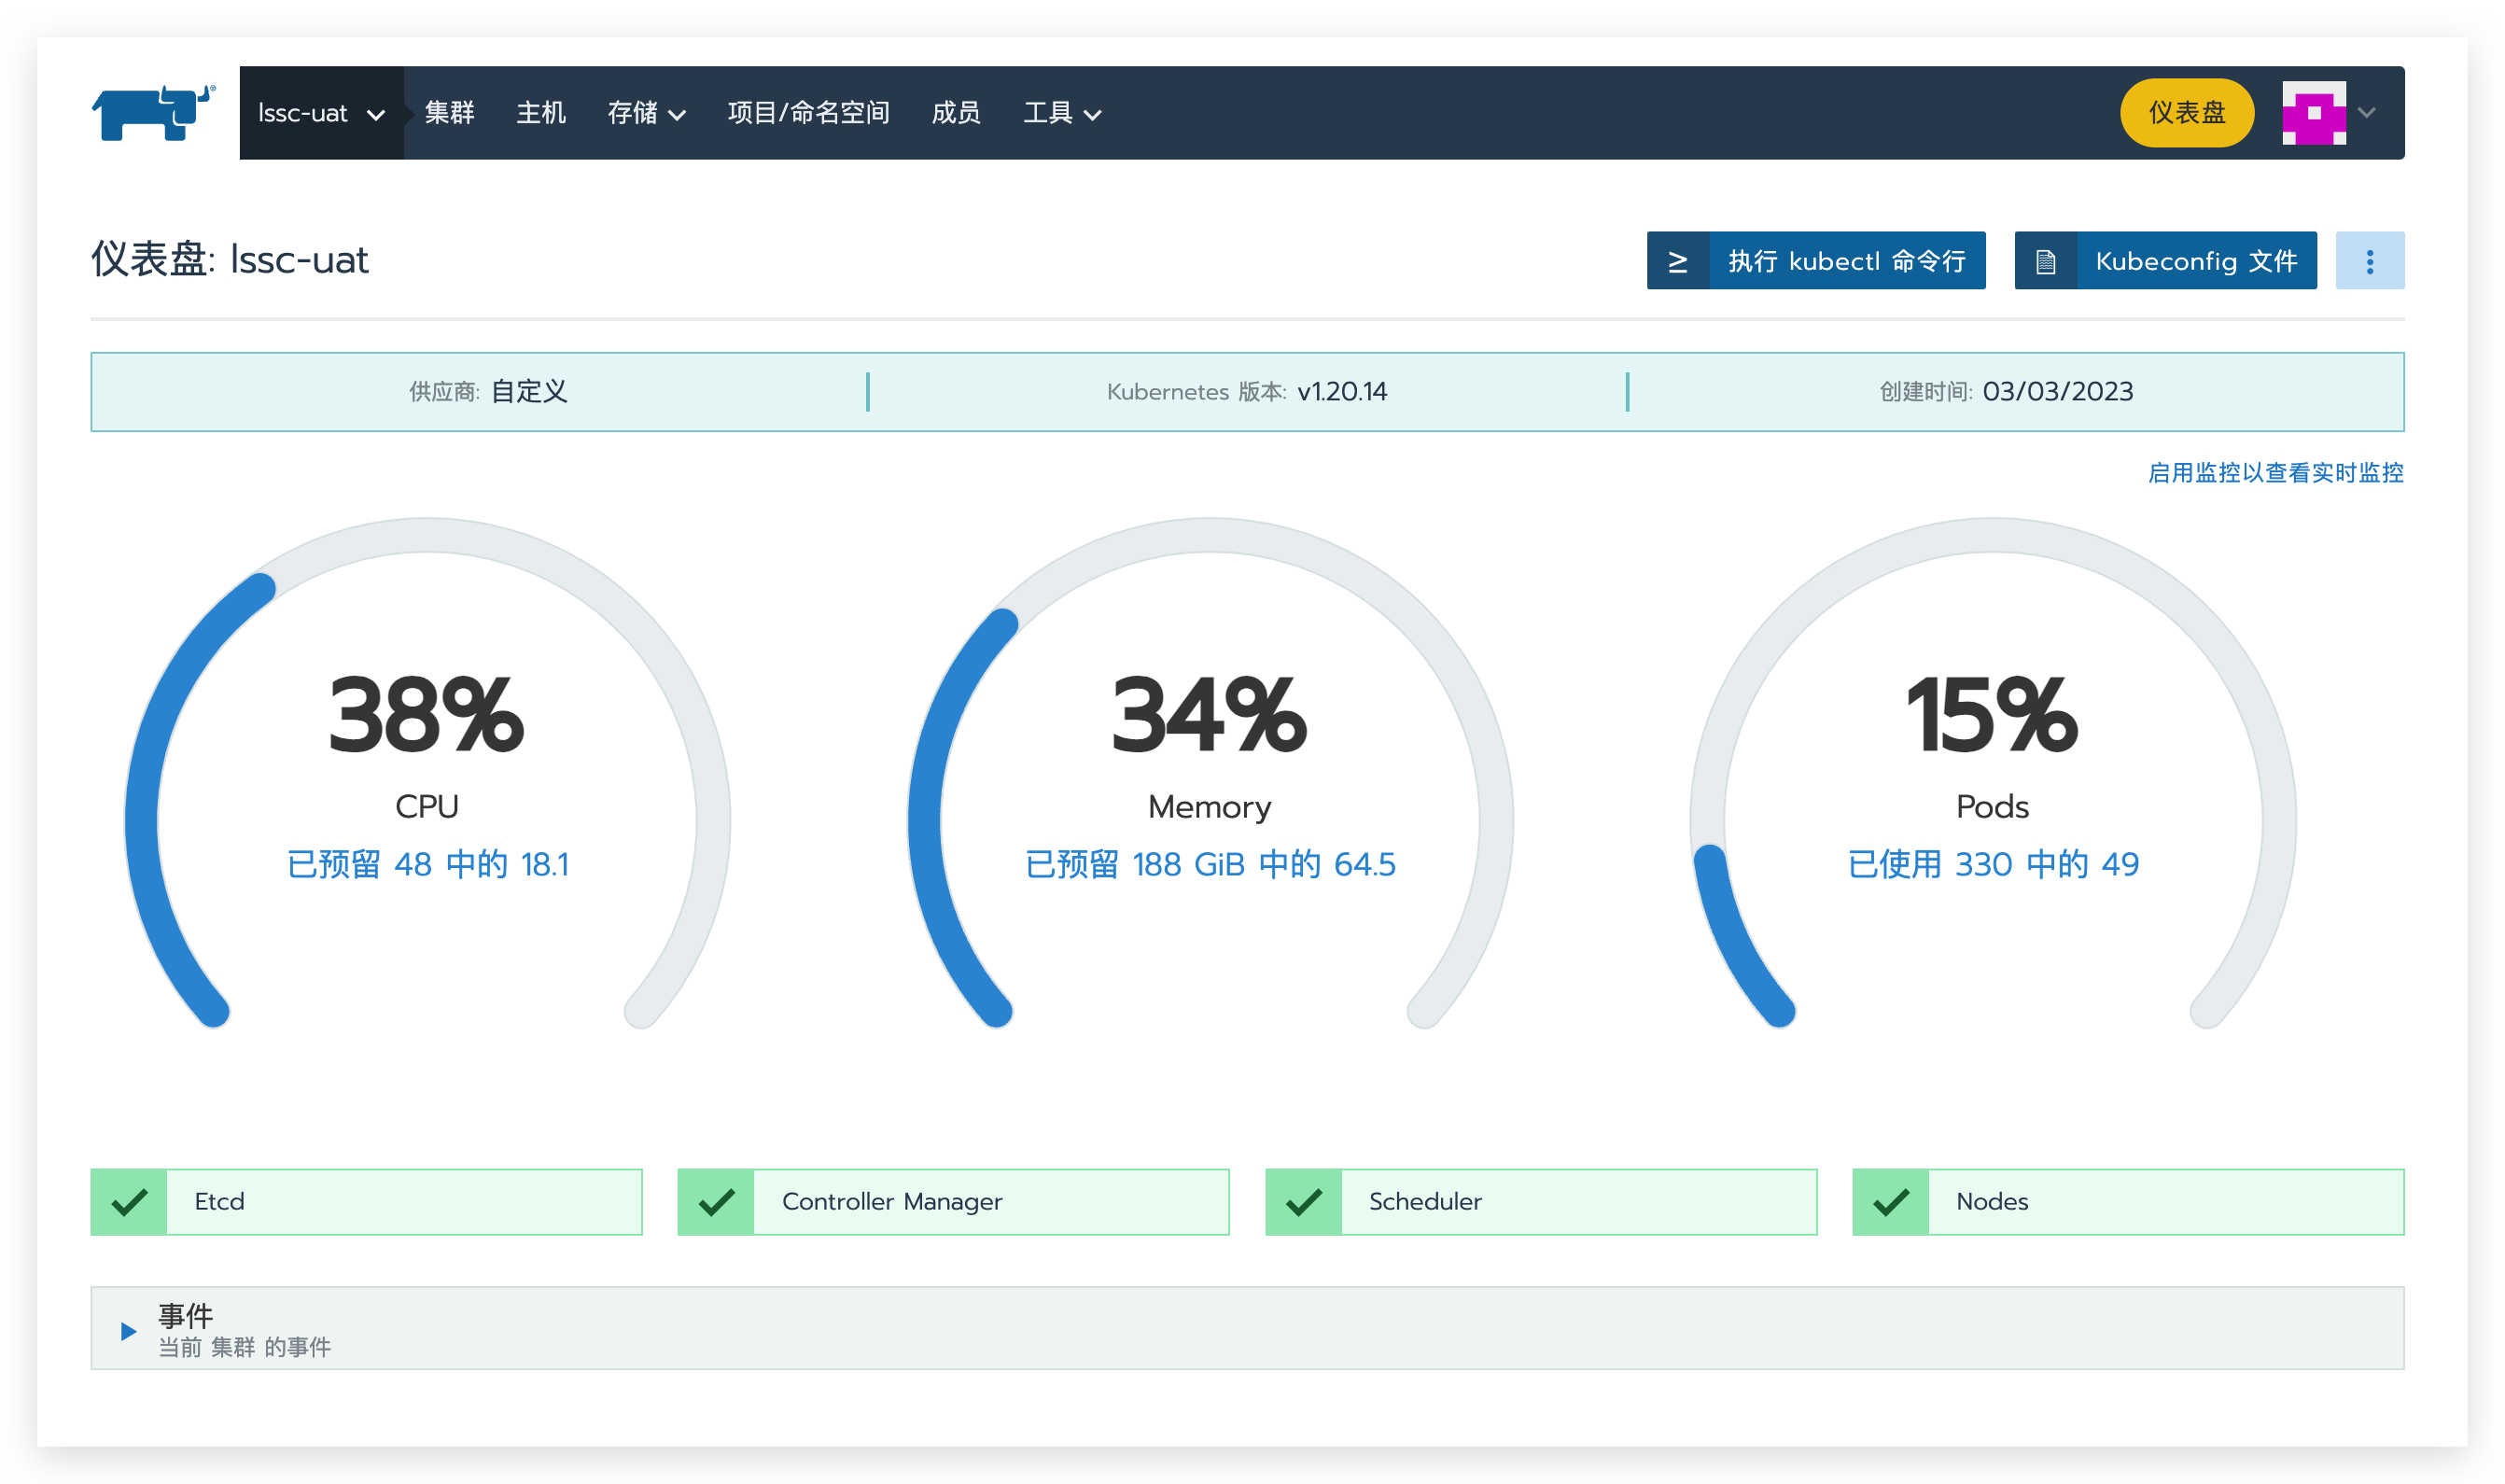 lssc-uat 集群 主机 存储 项目/命名空间 成员 工具 仪表盘
仪表盘: lssc-uat
执行 kubectl 命令行
Kubeconfig 文件
供应商: 自定义
Kubernetes 版本: v1.20.14
创建时间: 03/03/2023
启用监控以查看实时监控
38%
CPU
已预留 48 中的 18.1
34%
Memory
已预留 188 GiB 中的 64.5
15%
Pods
已使用 330 中的 49
Etcd
Controller Manager
Scheduler
Nodes
事件
当前 集群 的事件